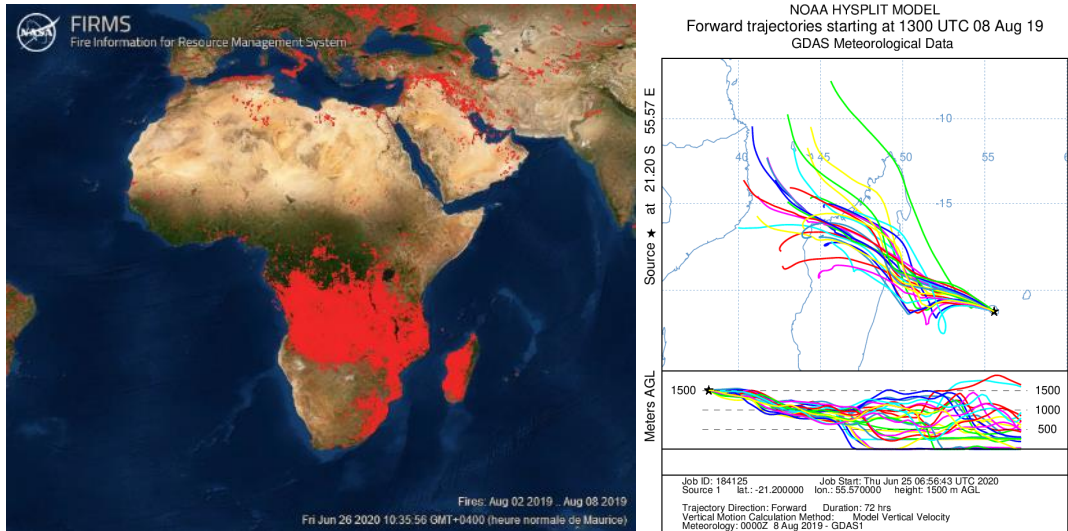 NASA
FIRMS
Fire Information for Resource Management System
Fires: Aug 02 2019 .. Aug 08 2019
Fri Jun 26 2020 10:35:56 GMT+0400 (heure normale de Maurice)
NOAA HYSPLIT MODEL
Forward trajectories starting at 1300 UTC 08 Aug 19
GDAS Meteorological Data
Source ★ at 21.20 S 55.57 E
-10
40 45 50 55 6
-15
Meters AGL
1500 1500
1000
500
Job ID: 184125 Job Start: Thu Jun 25 06:56:43 UTC 2020
Source 1 lat.: -21.200000 lon.: 55.570000 height: 1500 m AGL
Trajectory Direction: Forward Duration: 72 hrs
Vertical Motion Calculation Method: Model Vertical Velocity
Meteorology: 0000Z 8 Aug 2019 - GDAS1